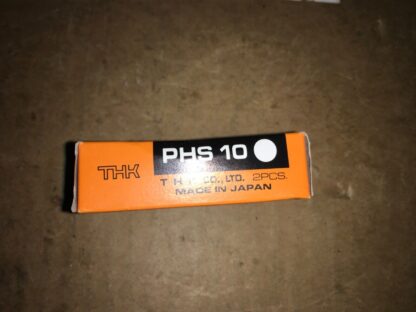 THK
PHS 10
T H K CO., LTD. 2PCS.
MADE IN JAPAN